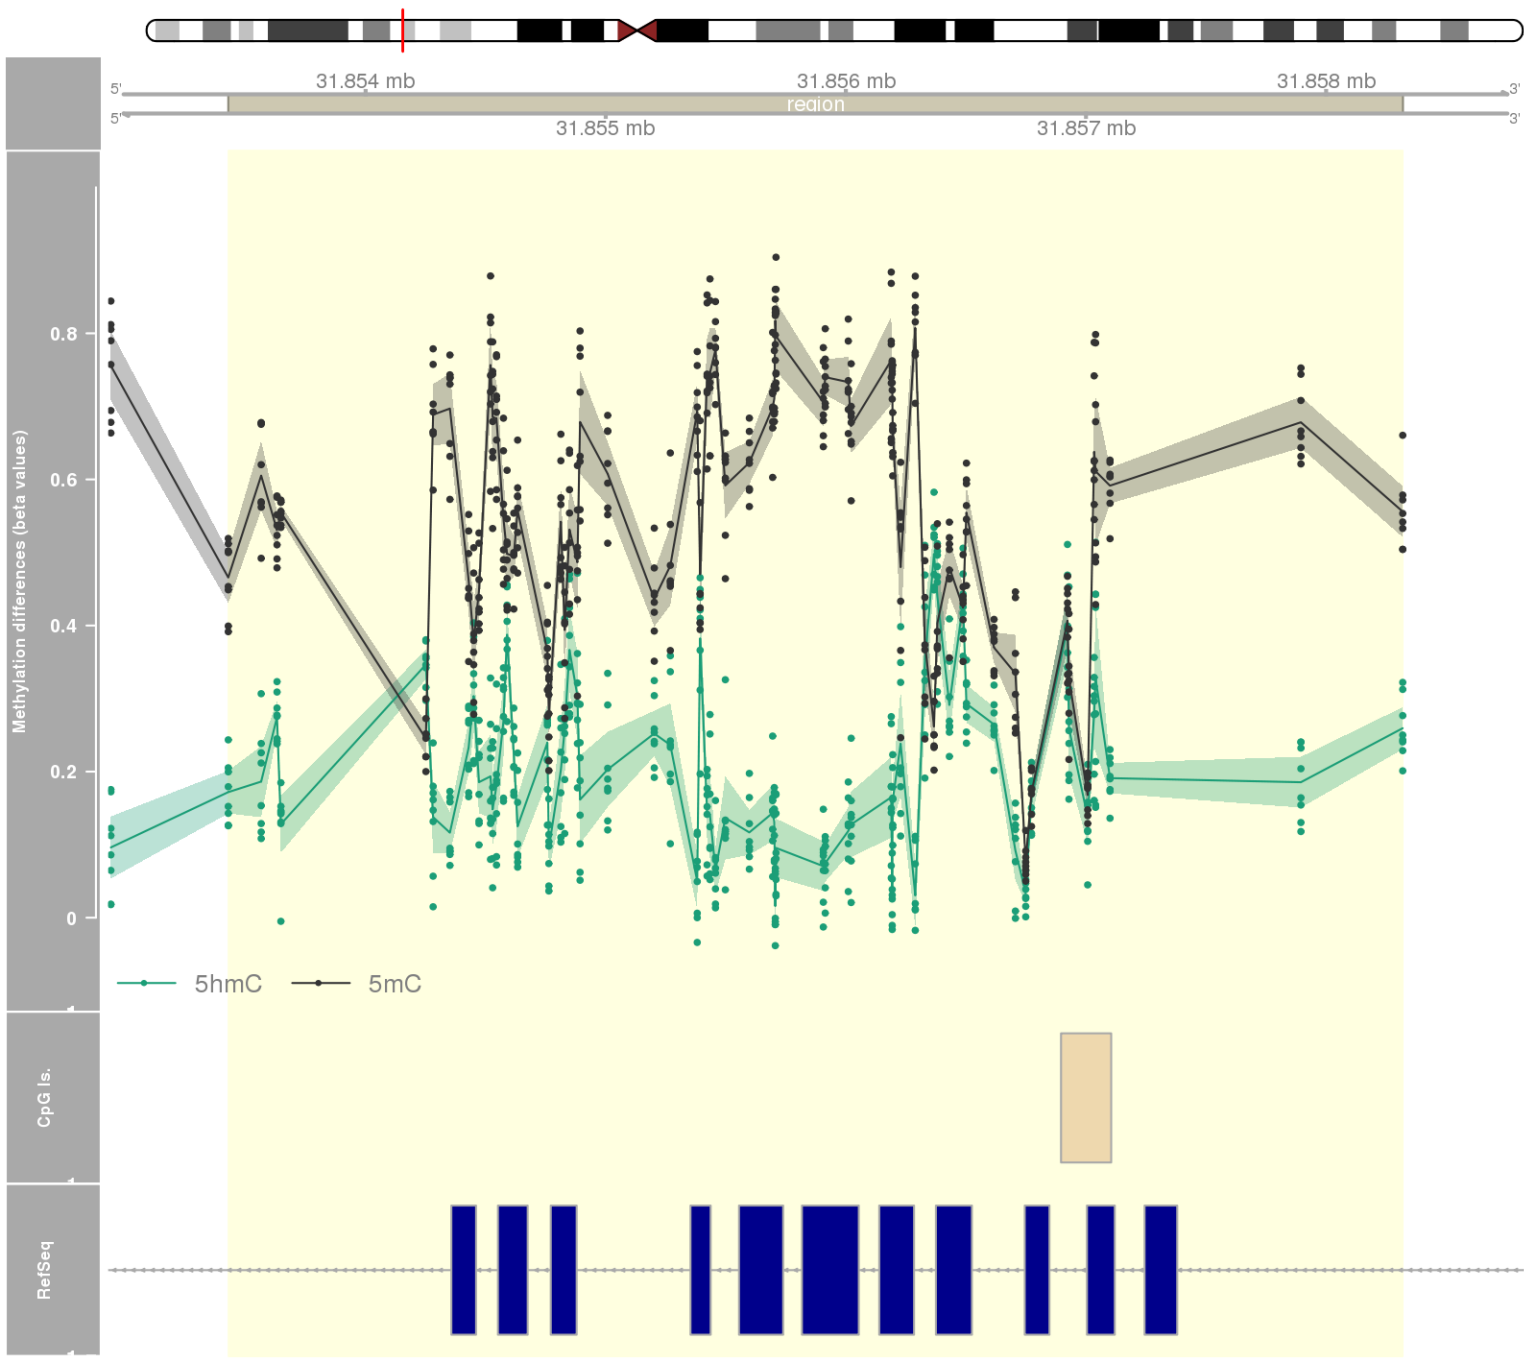 31.854 mb 31.856 mb 31.858 mb
5' 3'
region
5' 3'
31.855 mb 31.857 mb
Methylation differences (beta values)
0.8
0.6
0.4
0.2
0
5hmC 5mC
CpG Is.
RefSeq